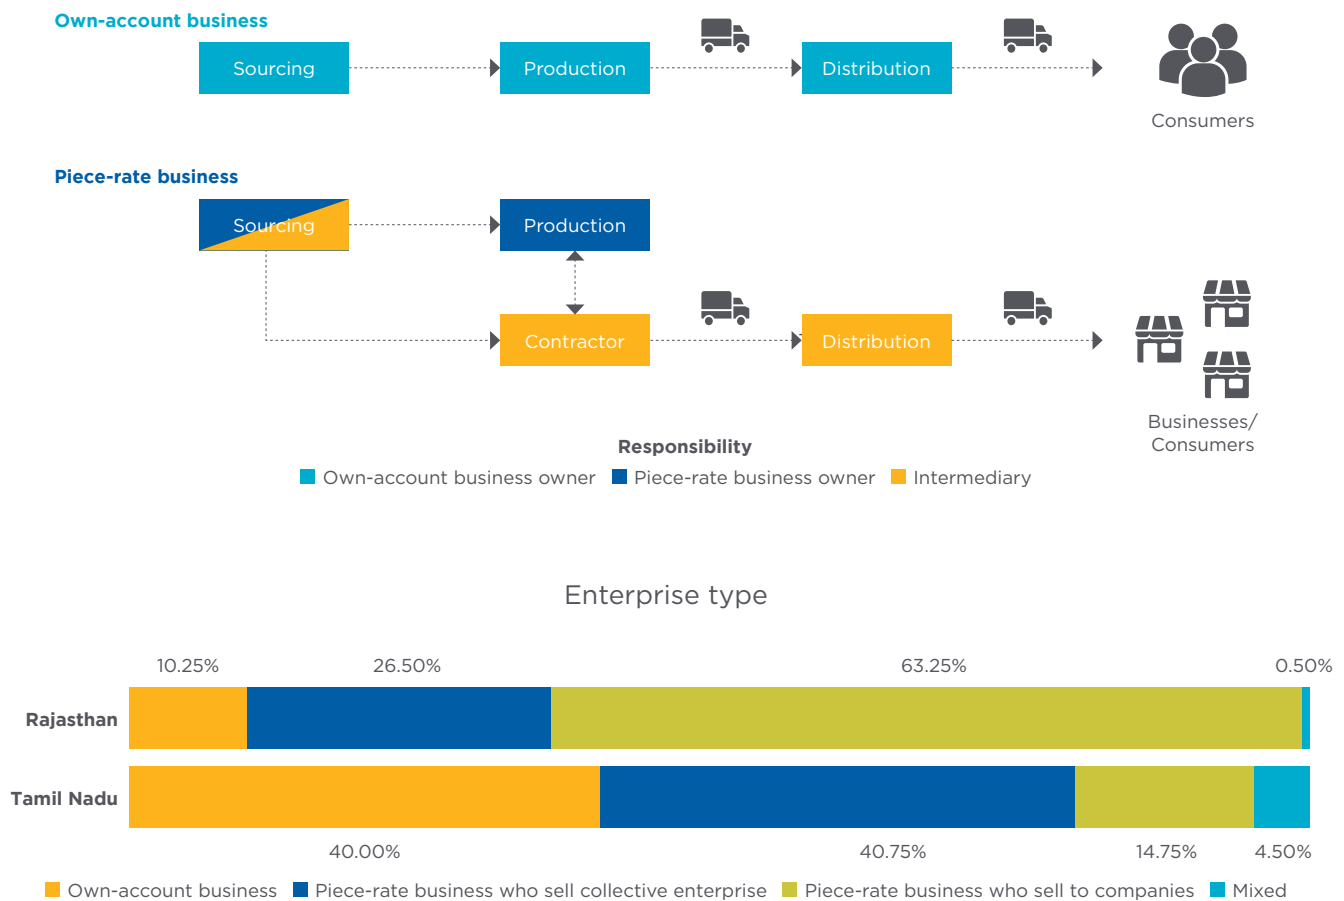 Own-account business
Sourcing
Production
Distribution
Consumers
Piece-rate business
Sourcing
Production
Contractor
Distribution
Businesses/
Consumers
Responsibility
Own-account business owner Piece-rate business owner Intermediary
Enterprise type
10.25% 26.50% 63.25% 0.50%
Rajasthan
Tamil Nadu
40.00% 40.75% 14.75% 4.50%
Own-account business Piece-rate business who sell collective enterprise Piece-rate business who sell to companies Mixed